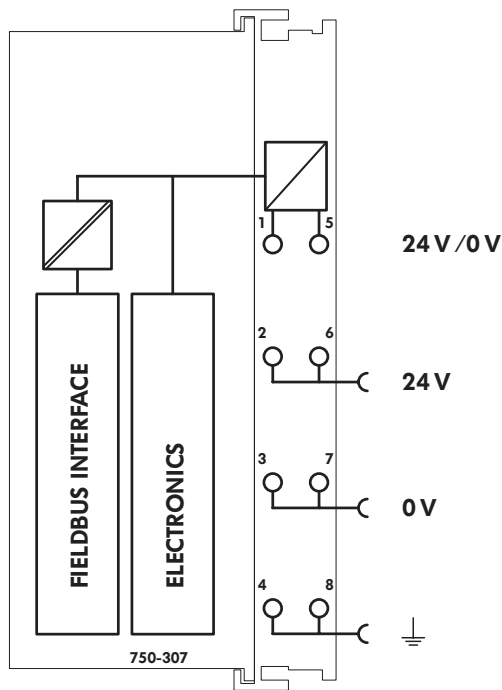 1 5
24 V / 0 V
2 6
24 V
FIELDBUS INTERFACE
ELECTRONICS
3 7
0 V
4 8
750-307